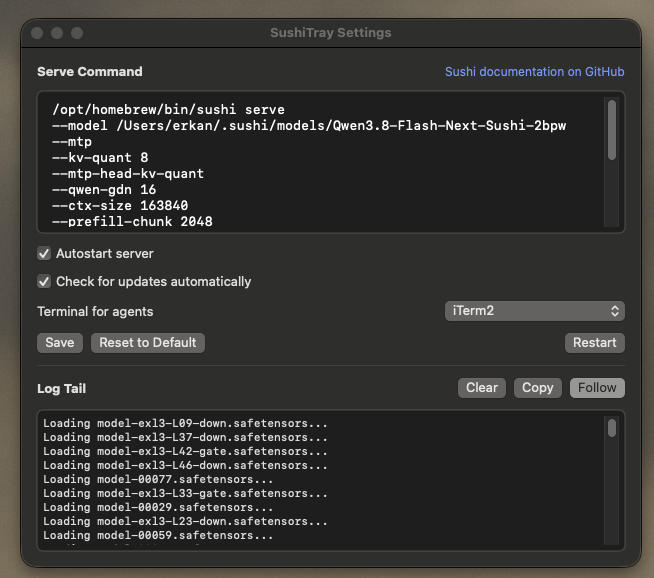 SushiTray Settings
Serve Command
Sushi documentation on GitHub
/opt/homebrew/bin/sushi serve
--model /Users/erkan/.sushi/models/Qwen3.8-Flash-Next-Sushi-2bpw
--mtp
--kv-quant 8
--mtp-head-kv-quant
--qwen-gdn 16
--ctx-size 163840
--prefill-chunk 2048
Autostart server
Check for updates automatically
Terminal for agents
iTerm2
Save
Reset to Default
Restart
Log Tail
Clear
Copy
Follow
Loading model-exl3-L09-down.safetensors...
Loading model-exl3-L37-down.safetensors...
Loading model-exl3-L42-gate.safetensors...
Loading model-exl3-L46-down.safetensors...
Loading model-00077.safetensors...
Loading model-exl3-L33-gate.safetensors...
Loading model-00029.safetensors...
Loading model-exl3-L23-down.safetensors...
Loading model-00059.safetensors...